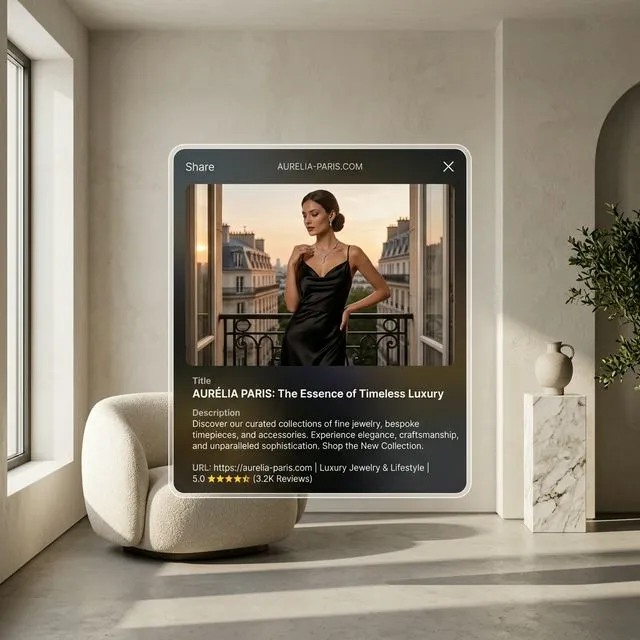 Share
AURELIA-PARIS.COM
Title
AURÉLIA PARIS: The Essence of Timeless Luxury
Description
Discover our curated collections of fine jewelry, bespoke
timepieces, and accessories. Experience elegance, craftsmanship,
and unparalleled sophistication. Shop the New Collection.
URL: https://aurelia-paris.com | Luxury Jewelry & Lifestyle |
5.0 ★★★★⯨ (3.2K Reviews)